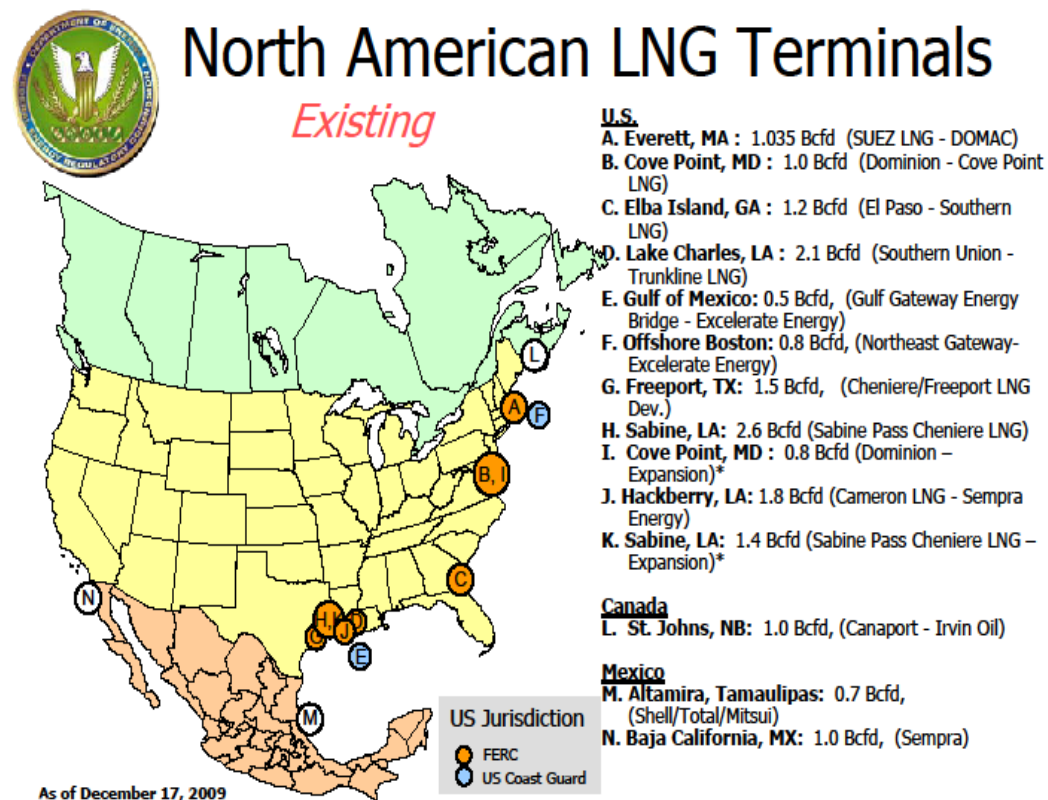 North American LNG Terminals
Existing
DEPARTMENT OF ENERGY
FEDERAL ENERGY REGULATORY COMMISSION
U.S.
A. Everett, MA : 1.035 Bcfd (SUEZ LNG - DOMAC)
B. Cove Point, MD : 1.0 Bcfd (Dominion - Cove Point
LNG)
C. Elba Island, GA : 1.2 Bcfd (El Paso - Southern
LNG)
D. Lake Charles, LA : 2.1 Bcfd (Southern Union -
Trunkline LNG)
E. Gulf of Mexico: 0.5 Bcfd, (Gulf Gateway Energy
Bridge - Excelerate Energy)
F. Offshore Boston: 0.8 Bcfd, (Northeast Gateway-
Excelerate Energy)
G. Freeport, TX: 1.5 Bcfd, (Cheniere/Freeport LNG
Dev.)
H. Sabine, LA: 2.6 Bcfd (Sabine Pass Cheniere LNG)
I. Cove Point, MD : 0.8 Bcfd (Dominion –
Expansion)*
J. Hackberry, LA: 1.8 Bcfd (Cameron LNG - Sempra
Energy)
K. Sabine, LA: 1.4 Bcfd (Sabine Pass Cheniere LNG –
Expansion)*
Canada
L. St. Johns, NB: 1.0 Bcfd, (Canaport - Irvin Oil)
Mexico
M. Altamira, Tamaulipas: 0.7 Bcfd,
(Shell/Total/Mitsui)
N. Baja California, MX: 1.0 Bcfd, (Sempra)
L
A
F
B, I
C
N
H,
D
J
G
E
M
US Jurisdiction
FERC
US Coast Guard
As of December 17, 2009